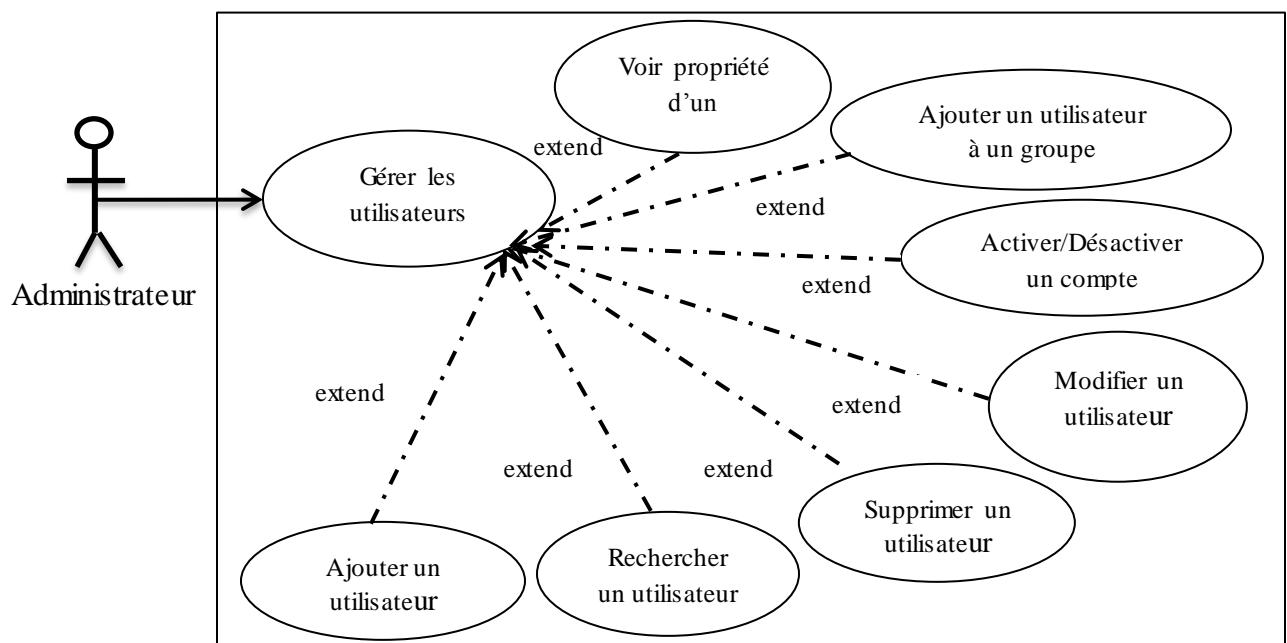 Voir propriété
d'un
Ajouter un utilisateur
à un groupe
extend
Gérer les
utilisateurs
extend
Activer/Désactiver
un compte
extend
Administrateur
Modifier un
utilisateur
extend
extend
extend
extend
Supprimer un
utilisateur
Ajouter un
utilisateur
Rechercher
un utilisateur